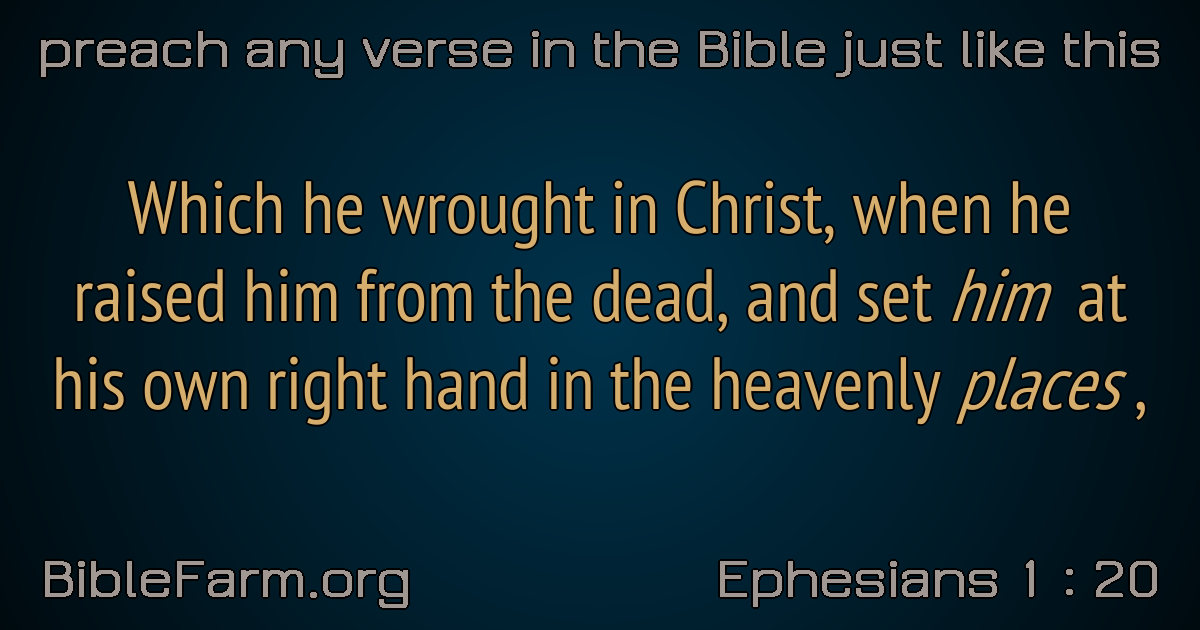 preach any verse in the Bible just like this
Which he wrought in Christ, when he
raised him from the dead, and set him at
his own right hand in the heavenly places ,
BibleFarm.org
Ephesians 1 : 20